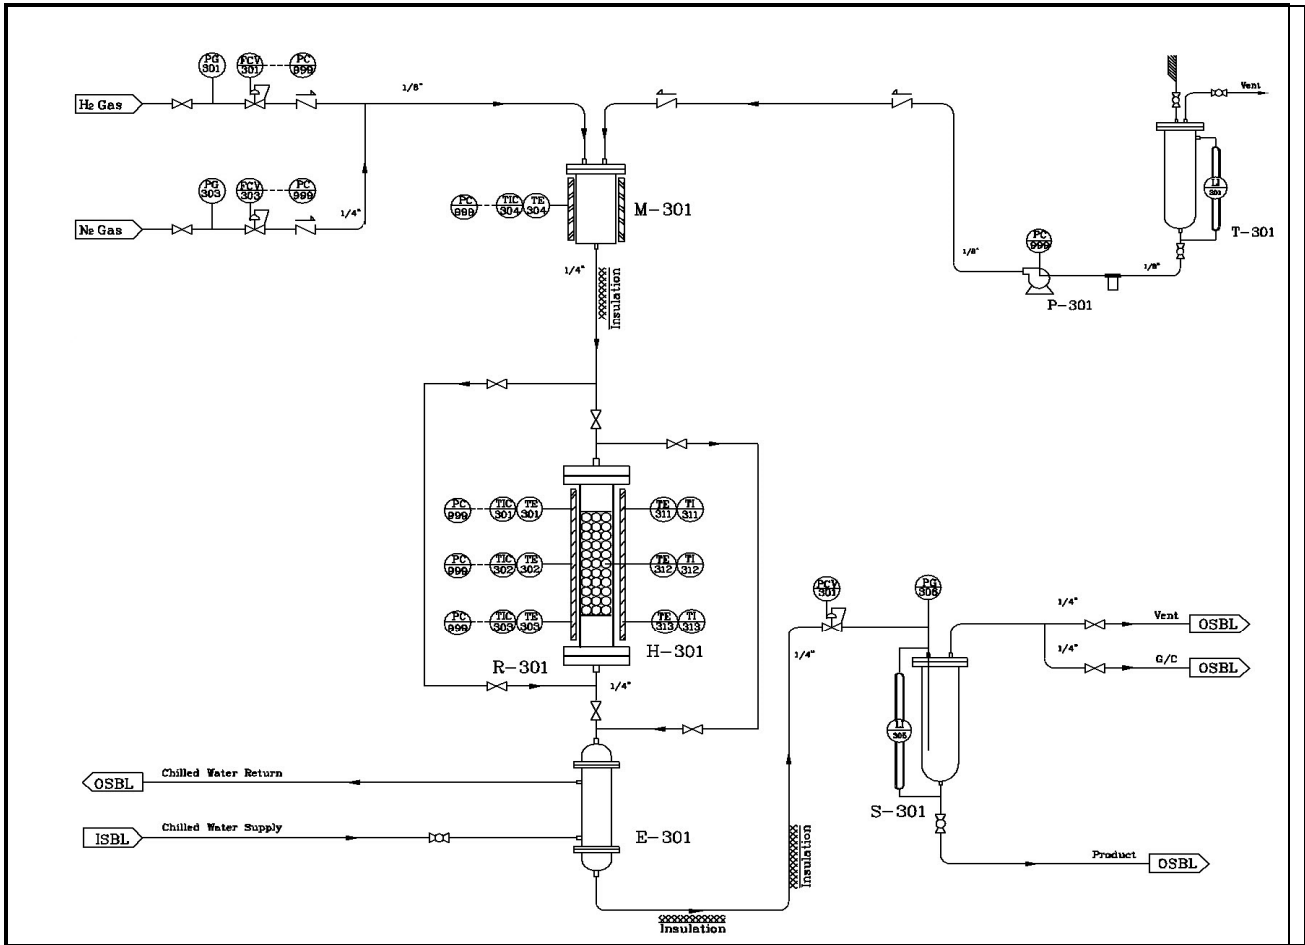 PG
301
FCV
301
PC
999
H2 Gas
1/8"
Vent
PG
303
FCV
303
PC
999
1/4"
N2 Gas
PC
999
TIC
304
TE
304
M-301
LI
303
T-301
PC
999
1/8"
1/8"
P-301
1/4"
Insulation
PC
999
TIC
301
TE
301
TE
311
TI
311
PC
999
TIC
302
TE
302
TE
312
TI
312
PC
999
TIC
303
TE
303
TE
313
TI
313
R-301
H-301
1/4"
PCV
301
PG
306
1/4"
1/4"
Vent
OSBL
1/4"
G/C
OSBL
LI
305
S-301
OSBL
Chilled Water Return
ISBL
Chilled Water Supply
E-301
Insulation
Product
OSBL
Insulation